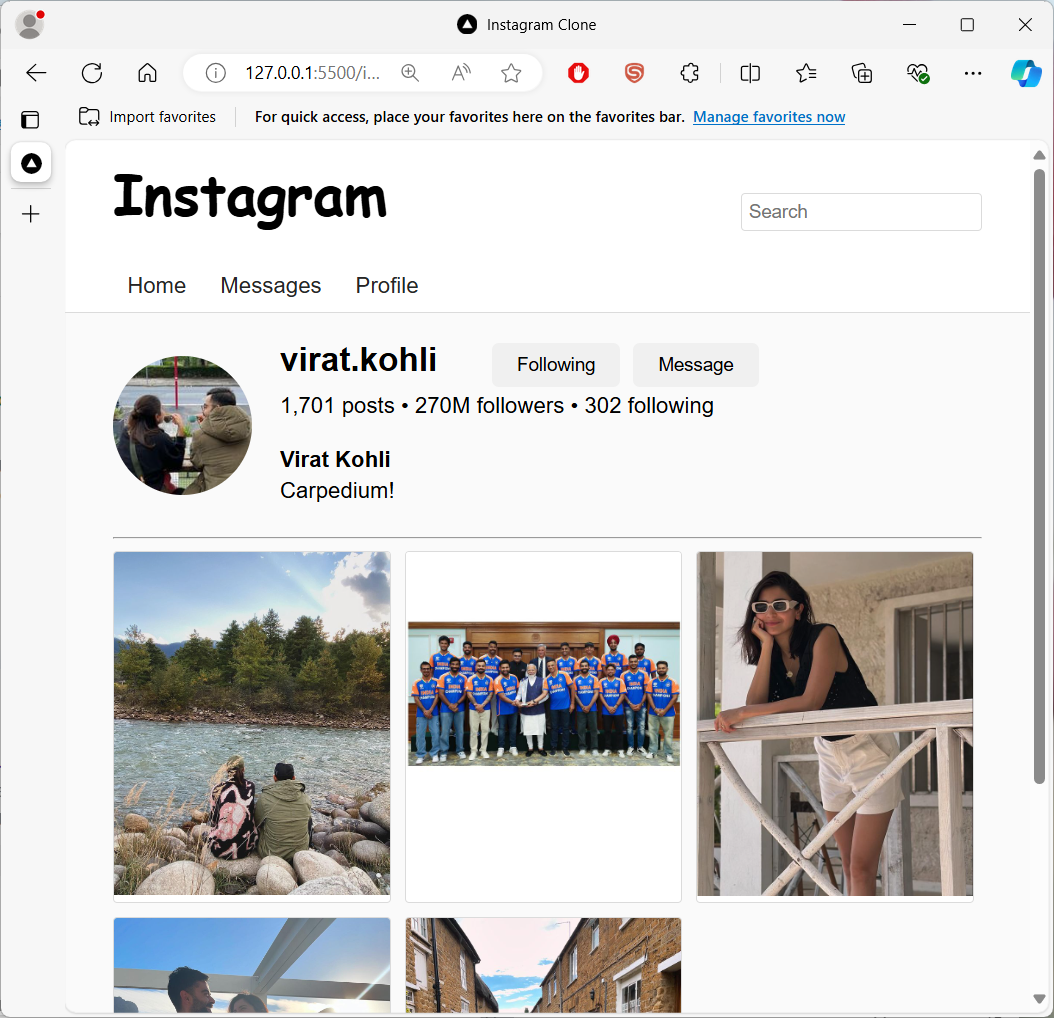 Instagram Clone
127.0.0.1:5500/i...
Import favorites
For quick access, place your favorites here on the favorites bar. Manage favorites now
Instagram
Search
Home Messages Profile
virat.kohli Following Message
1,701 posts • 270M followers • 302 following
Virat Kohli
Carpedium!